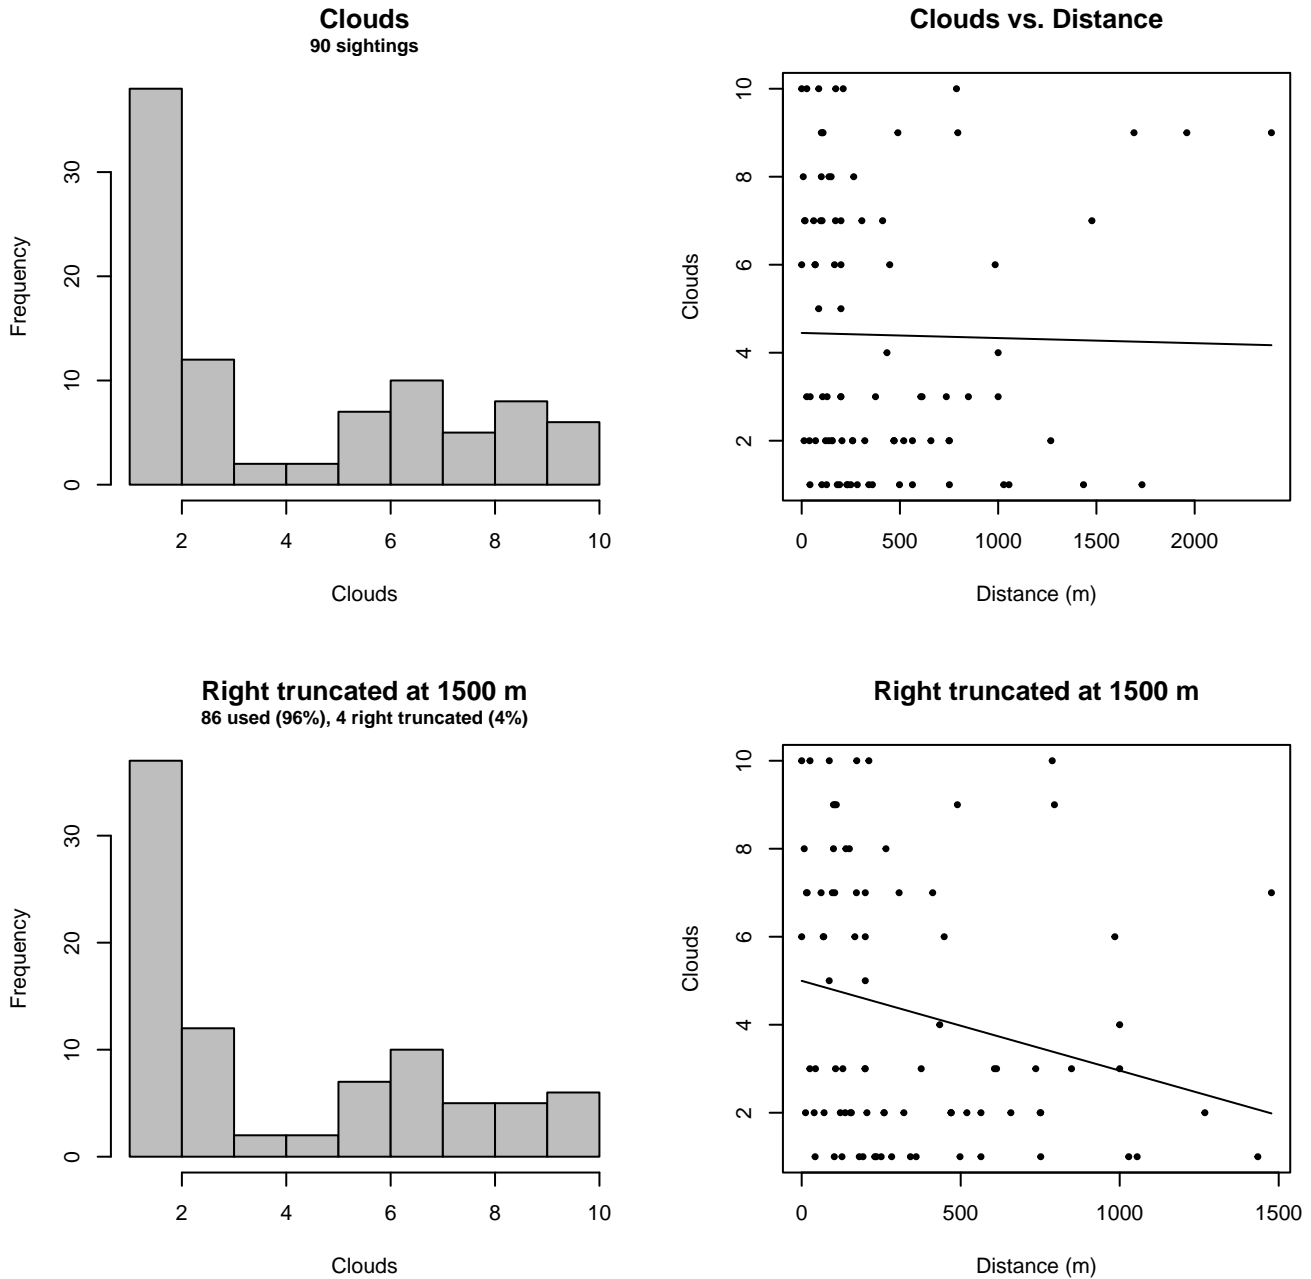 Clouds
90 sightings
Frequency
0 10 20 30
2 4 6 8 10
Clouds
Clouds vs. Distance
Clouds
2 4 6 8 10
0 500 1000 1500 2000
Distance (m)
Right truncated at 1500 m
86 used (96%), 4 right truncated (4%)
Frequency
0 10 20 30
2 4 6 8 10
Clouds
Right truncated at 1500 m
Clouds
2 4 6 8 10
0 500 1000 1500
Distance (m)